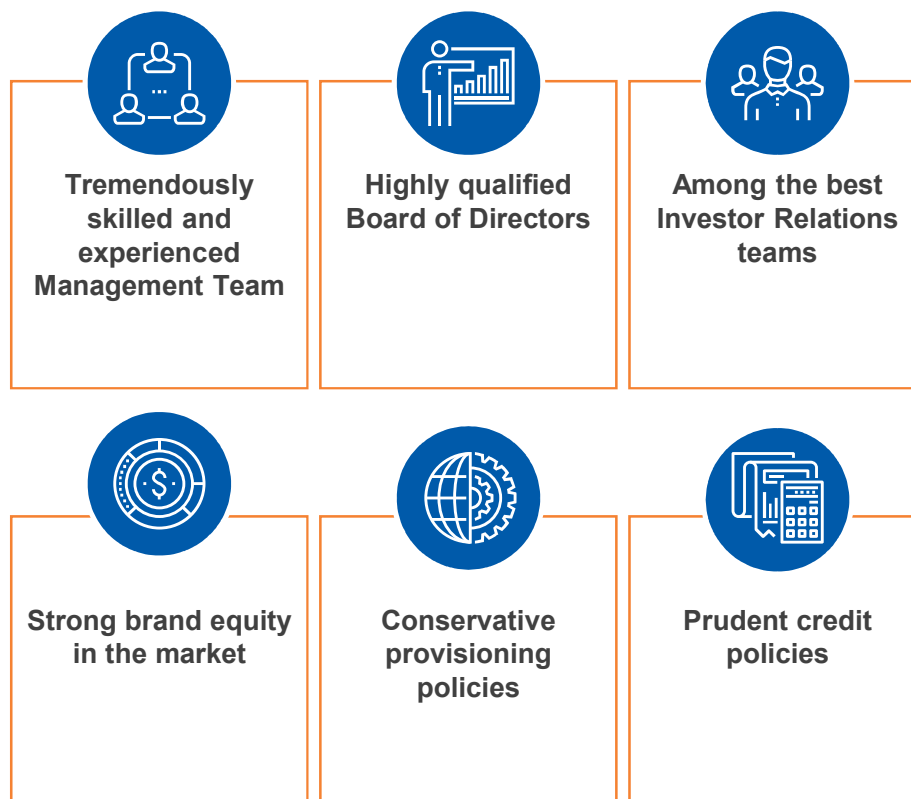 Tremendously
skilled and
experienced
Management Team
Highly qualified
Board of Directors
Among the best
Investor Relations
teams
Strong brand equity
in the market
Conservative
provisioning
policies
Prudent credit
policies